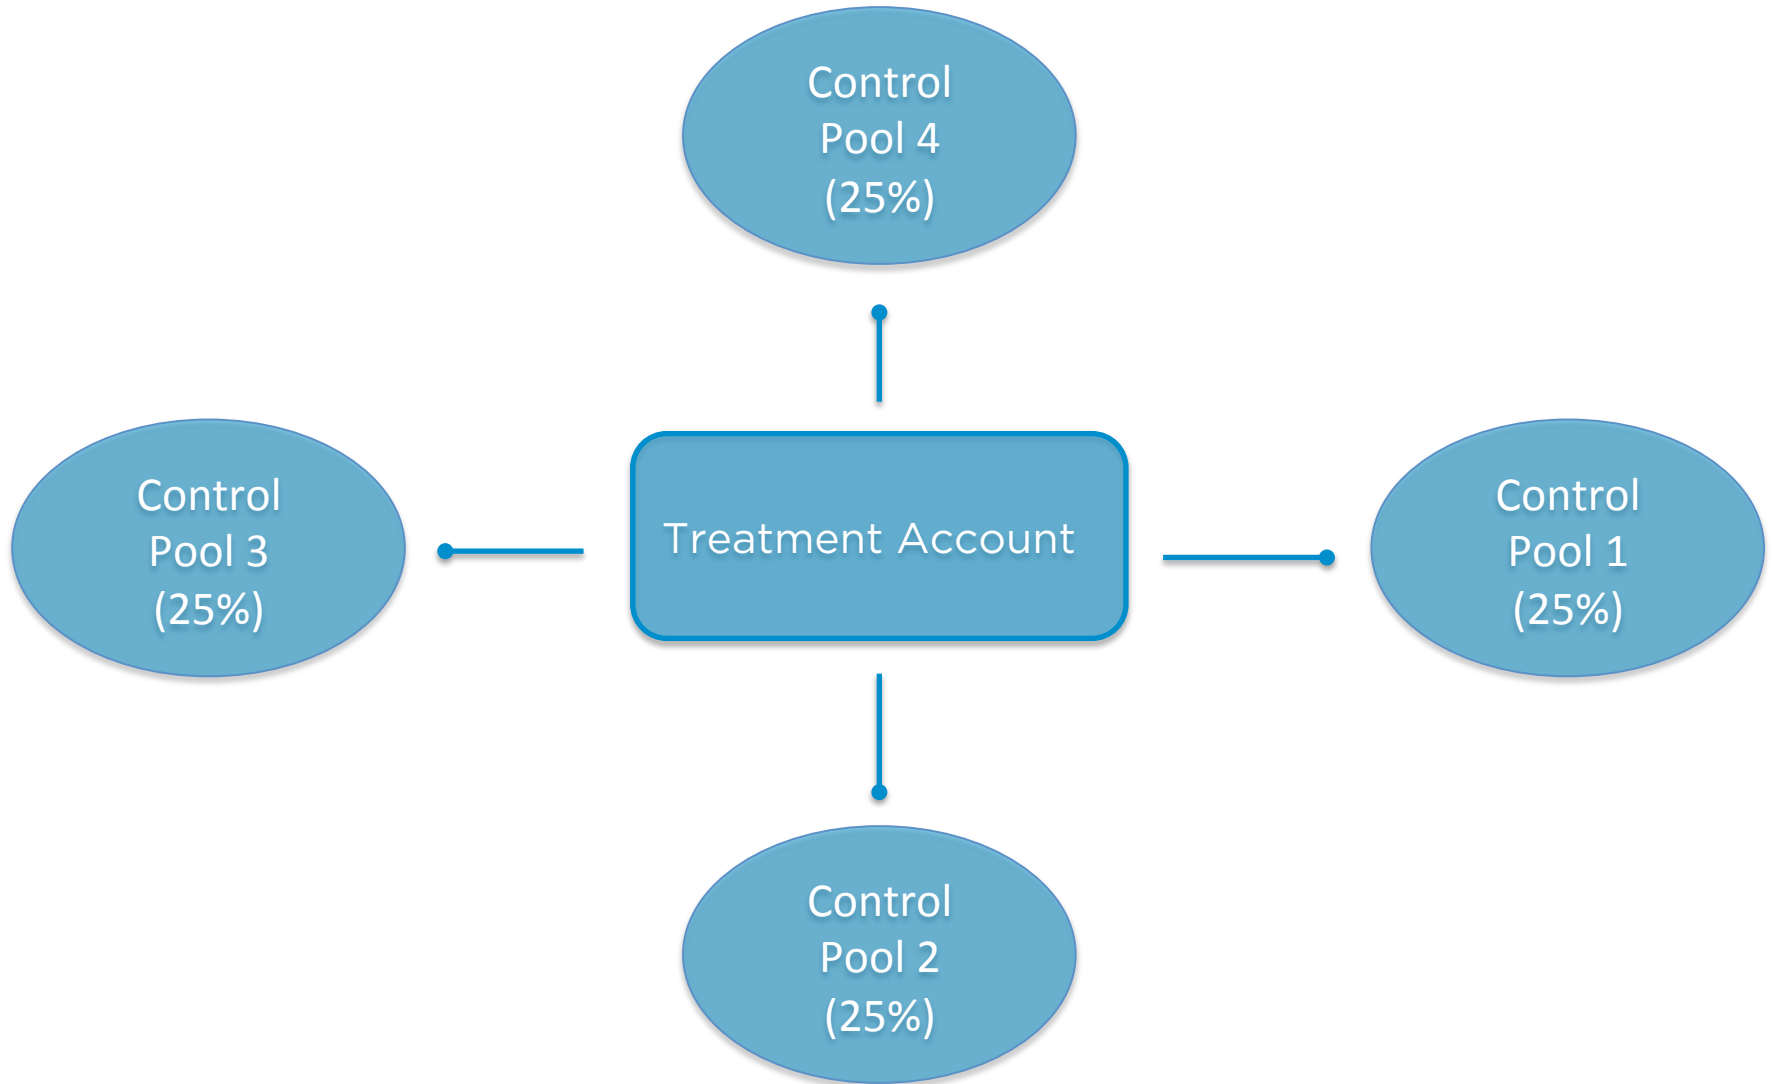 Control
Pool 4
(25%)
Control
Pool 3
(25%)
Treatment Account
Control
Pool 1
(25%)
Control
Pool 2
(25%)